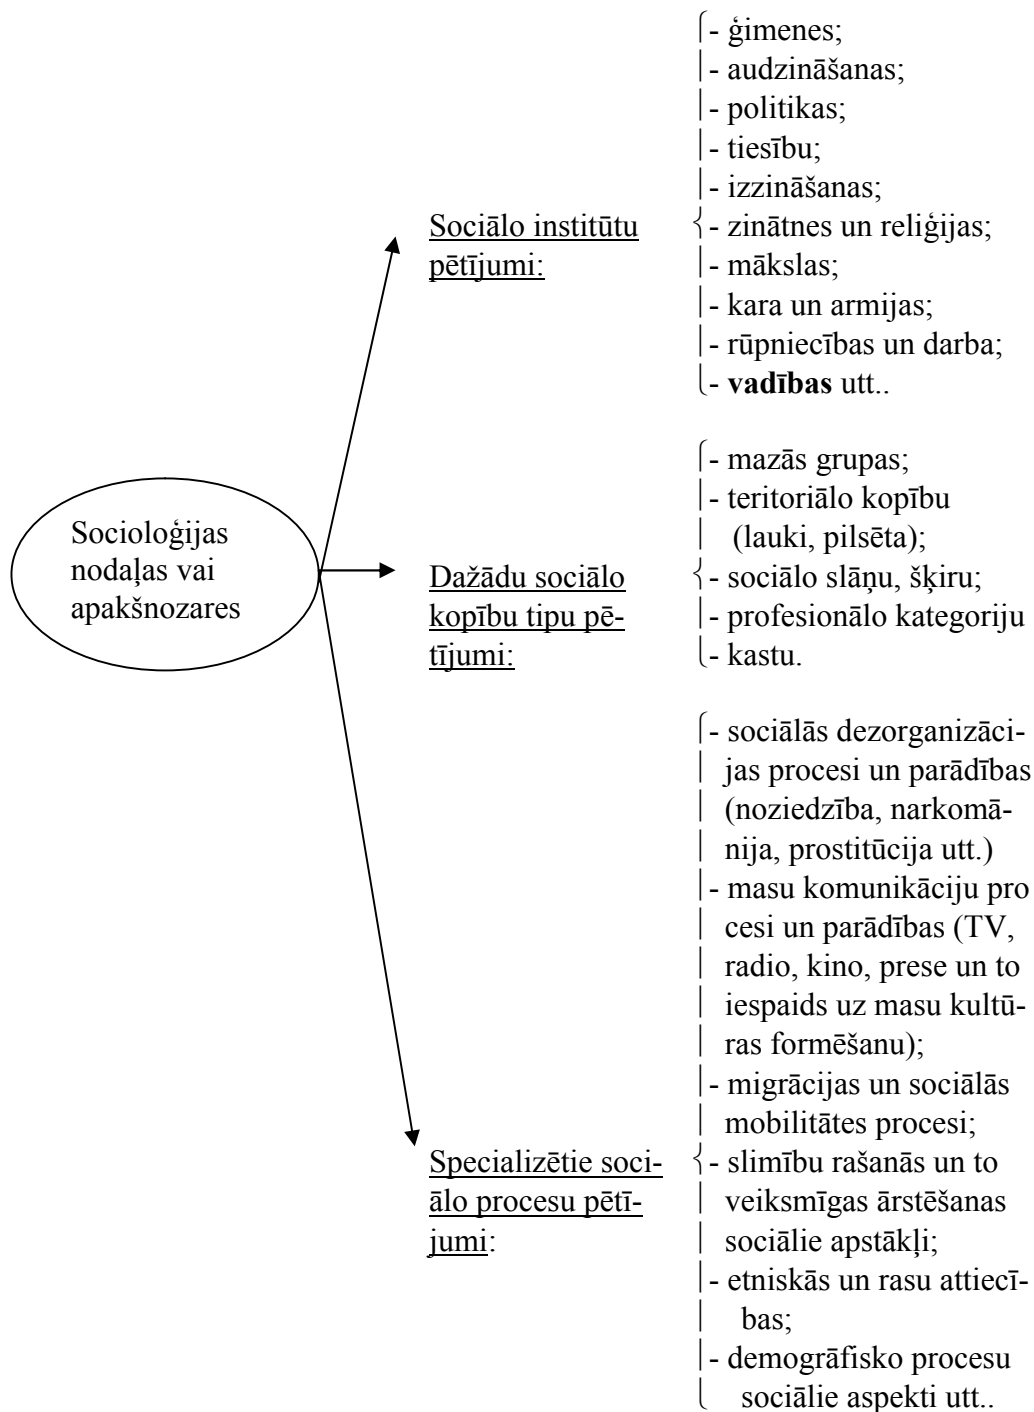 Socioloģijas
nodaļas vai
apakšnozares
Sociālo institūtu
pētījumi:
- ģimenes;
- audzināšanas;
- politikas;
- tiesību;
- izzināšanas;
- zinātnes un reliģijas;
- mākslas;
- kara un armijas;
- rūpniecības un darba;
- vadības utt..
Dažādu sociālo
kopību tipu pē-
tījumi:
- mazās grupas;
- teritoriālo kopību
(lauki, pilsēta);
- sociālo slāņu, šķiru;
- profesionālo kategoriju
- kastu.
Specializētie soci-
ālo procesu pētī-
jumi:
- sociālās dezorganizāci-
jas procesi un parādības
(noziedzība, narkomā-
nija, prostitūcija utt.)
- masu komunikāciju pro
cesi un parādības (TV,
radio, kino, prese un to
iespaids uz masu kultū-
ras formēšanu);
- migrācijas un sociālās
mobilitātes procesi;
- slimību rašanās un to
veiksmīgas ārstēšanas
sociālie apstākļi;
- etniskās un rasu attiecī-
bas;
- demogrāfisko procesu
sociālie aspekti utt..